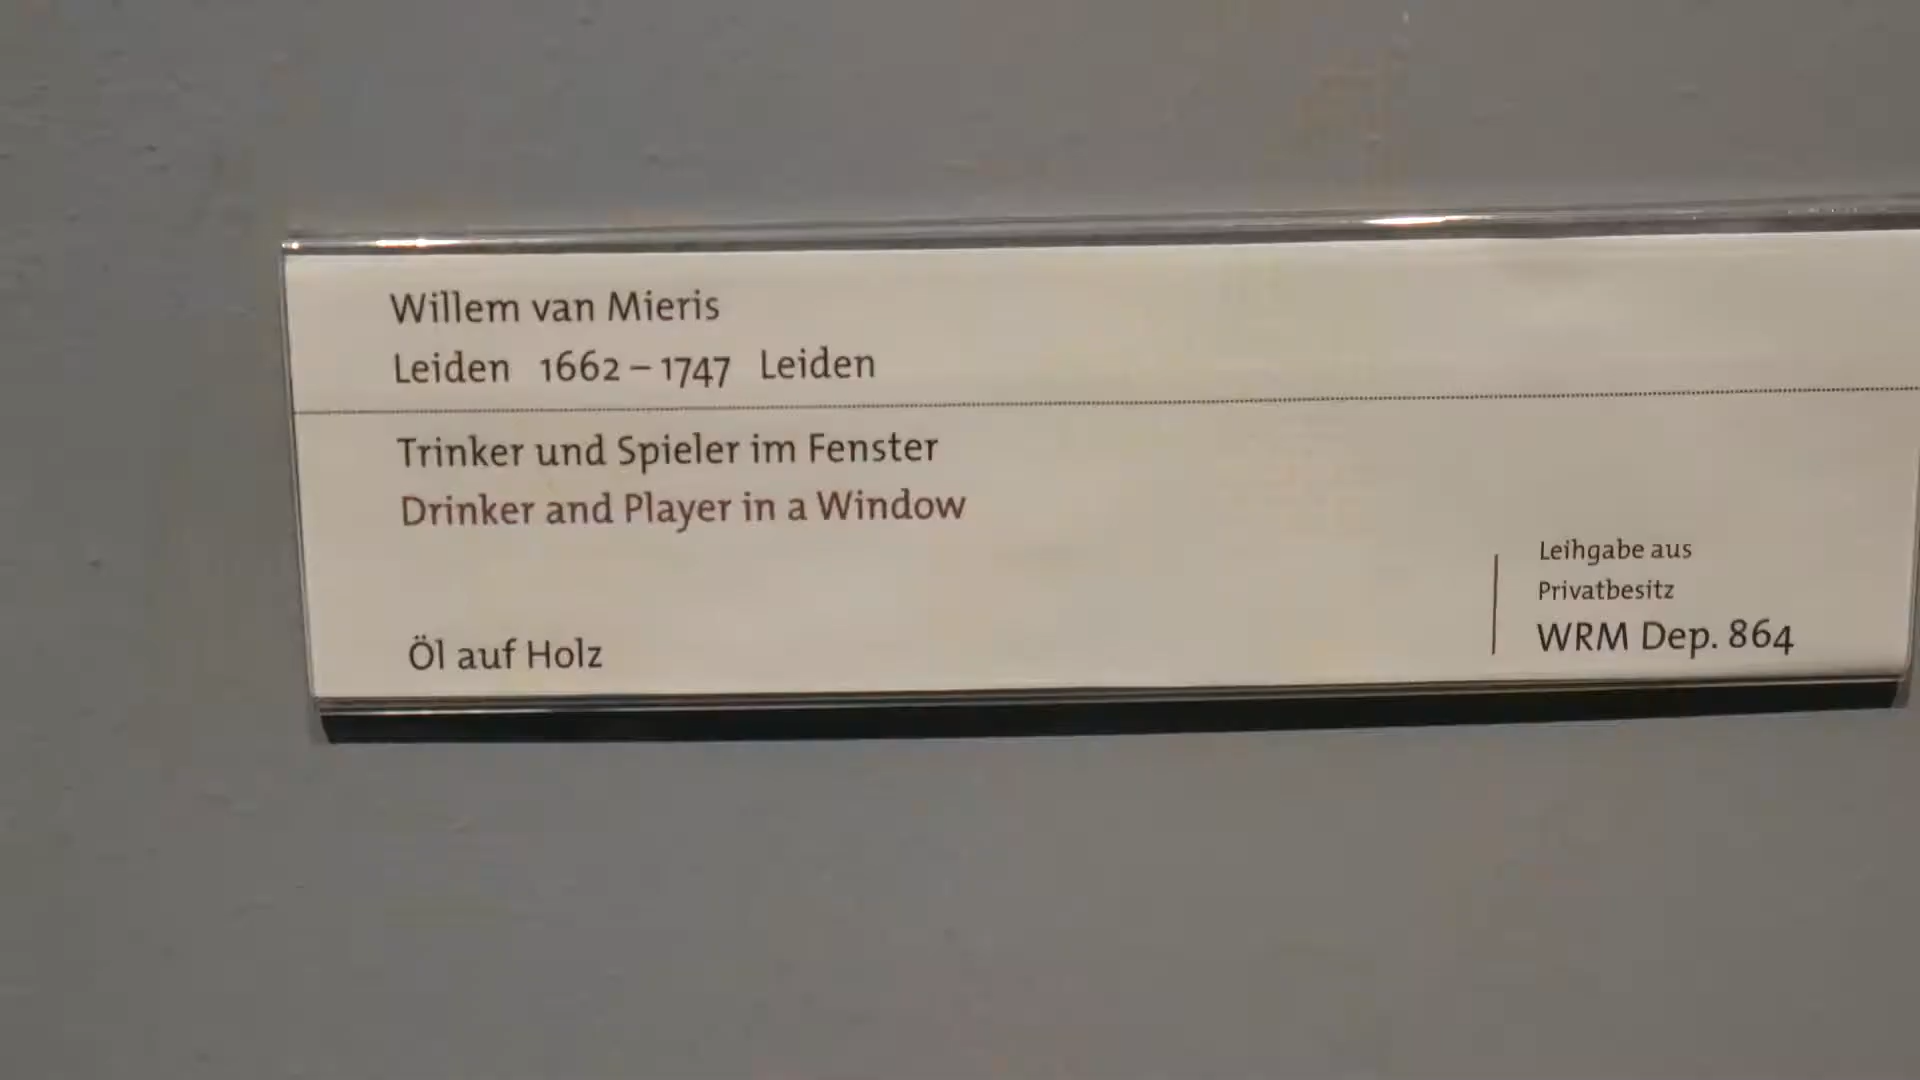 Willem van Mieris
Leiden 1662 – 1747 Leiden
Trinker und Spieler im Fenster
Drinker and Player in a Window
Öl auf Holz
Leihgabe aus
Privatbesitz
WRM Dep. 864